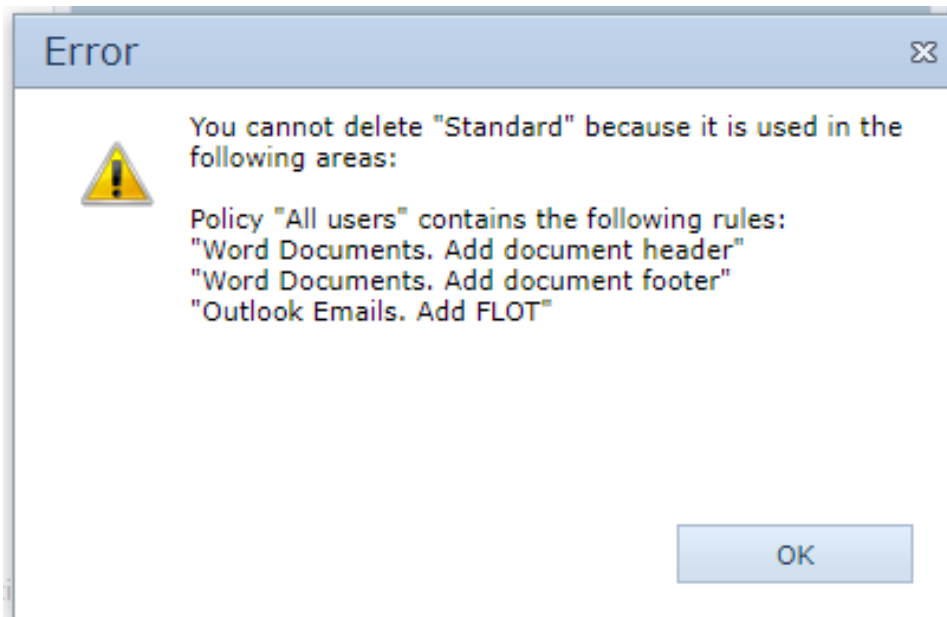 Error
You cannot delete "Standard" because it is used in the
following areas:
Policy "All users" contains the following rules:
"Word Documents. Add document header"
"Word Documents. Add document footer"
"Outlook Emails. Add FLOT"
OK